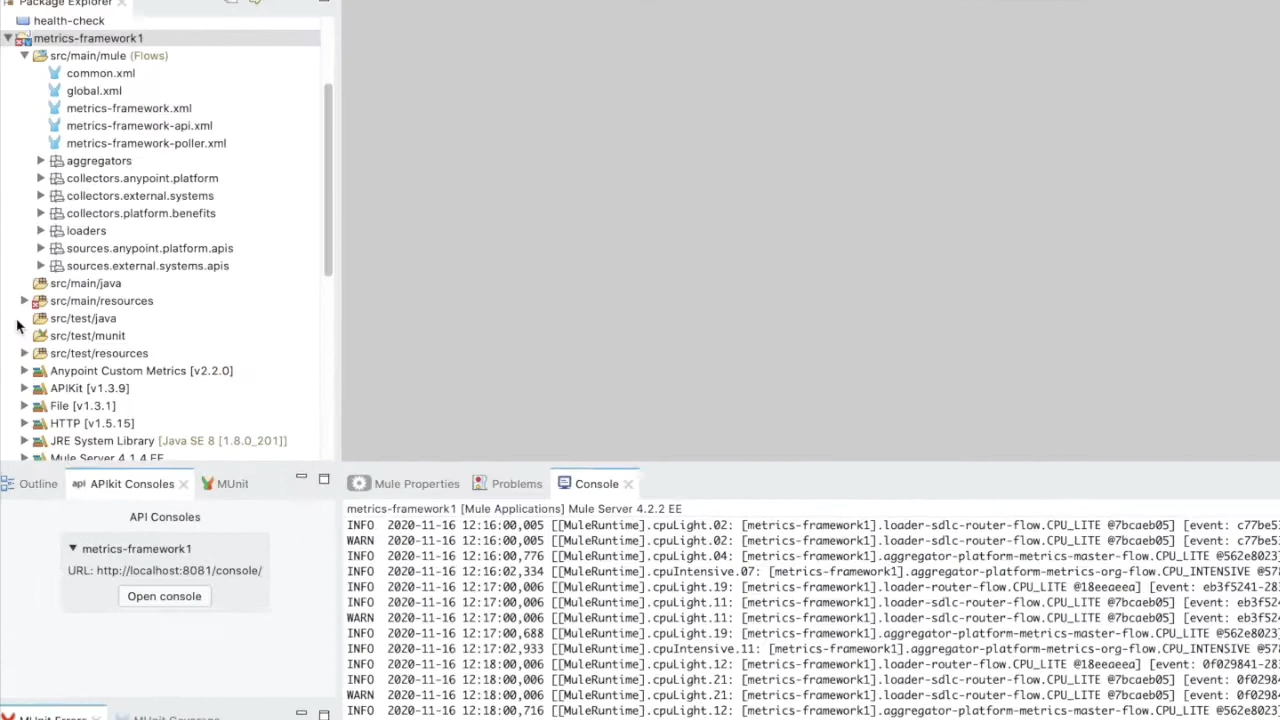 Package Explorer
health-check
metrics-framework1
src/main/mule (Flows)
common.xml
global.xml
metrics-framework.xml
metrics-framework-api.xml
metrics-framework-poller.xml
aggregators
collectors.anypoint.platform
collectors.external.systems
collectors.platform.benefits
loaders
sources.anypoint.platform.apis
sources.external.systems.apis
src/main/java
src/main/resources
src/test/java
src/test/munit
src/test/resources
Anypoint Custom Metrics [v2.2.0]
APIKit [v1.3.9]
File [v1.3.1]
HTTP [v1.5.15]
JRE System Library [Java SE 8 [1.8.0_201]]
Mule Server 4.1.4 EE
Outline
api APIkit Consoles
MUnit
API Consoles
metrics-framework1
URL: http://localhost:8081/console/
Open console
MUnit Errors
MUnit Coverage
Mule Properties
Problems
Console
metrics-framework1 [Mule Applications] Mule Server 4.2.2 EE
INFO 2020-11-16 12:16:00,005 [[MuleRuntime].cpuLight.02: [metrics-framework1].loader-sdlc-router-flow.CPU_LITE @7bcaeb05] [event: c77be5
WARN 2020-11-16 12:16:00,005 [[MuleRuntime].cpuLight.02: [metrics-framework1].loader-sdlc-router-flow.CPU_LITE @7bcaeb05] [event: c77be5
INFO 2020-11-16 12:16:00,776 [[MuleRuntime].cpuLight.04: [metrics-framework1].aggregator-platform-metrics-master-flow.CPU_LITE @562e8023
INFO 2020-11-16 12:16:02,334 [[MuleRuntime].cpuIntensive.07: [metrics-framework1].aggregator-platform-metrics-org-flow.CPU_INTENSIVE @578
INFO 2020-11-16 12:17:00,006 [[MuleRuntime].cpuLight.19: [metrics-framework1].loader-router-flow.CPU_LITE @18eeaeea] [event: eb3f5241-28
INFO 2020-11-16 12:17:00,006 [[MuleRuntime].cpuLight.11: [metrics-framework1].loader-sdlc-router-flow.CPU_LITE @7bcaeb05] [event: eb3f52
WARN 2020-11-16 12:17:00,006 [[MuleRuntime].cpuLight.11: [metrics-framework1].loader-sdlc-router-flow.CPU_LITE @7bcaeb05] [event: eb3f52
INFO 2020-11-16 12:17:00,688 [[MuleRuntime].cpuLight.19: [metrics-framework1].aggregator-platform-metrics-master-flow.CPU_LITE @562e8023
INFO 2020-11-16 12:17:02,933 [[MuleRuntime].cpuIntensive.11: [metrics-framework1].aggregator-platform-metrics-org-flow.CPU_INTENSIVE @578
INFO 2020-11-16 12:18:00,006 [[MuleRuntime].cpuLight.12: [metrics-framework1].loader-router-flow.CPU_LITE @18eeaeea] [event: 0f029841-28
INFO 2020-11-16 12:18:00,006 [[MuleRuntime].cpuLight.21: [metrics-framework1].loader-sdlc-router-flow.CPU_LITE @7bcaeb05] [event: 0f0298
WARN 2020-11-16 12:18:00,006 [[MuleRuntime].cpuLight.21: [metrics-framework1].loader-sdlc-router-flow.CPU_LITE @7bcaeb05] [event: 0f0298
INFO 2020-11-16 12:18:00,716 [[MuleRuntime].cpuLight.12: [metrics-framework1].aggregator-platform-metrics-master-flow.CPU_LITE @562e8023